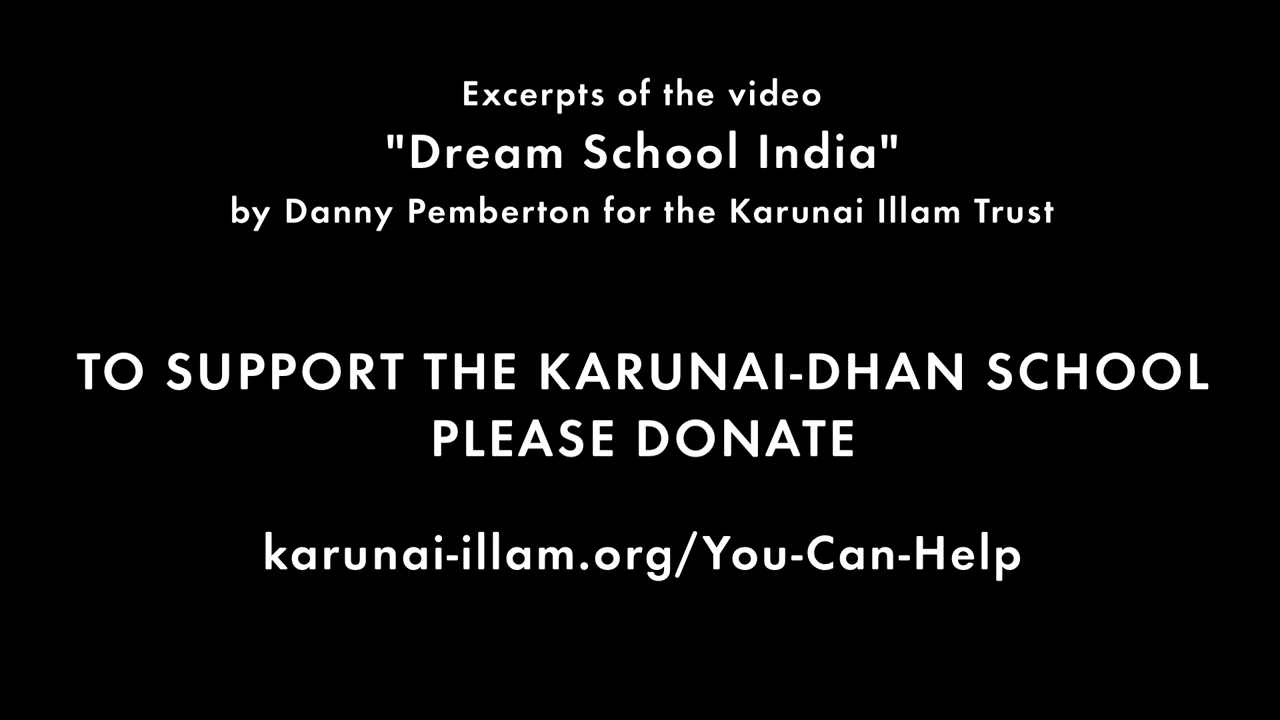 Excerpts of the video
"Dream School India"
by Danny Pemberton for the Karunai Illam Trust
TO SUPPORT THE KARUNAI-DHAN SCHOOL
PLEASE DONATE
karunai-illam.org/You-Can-Help